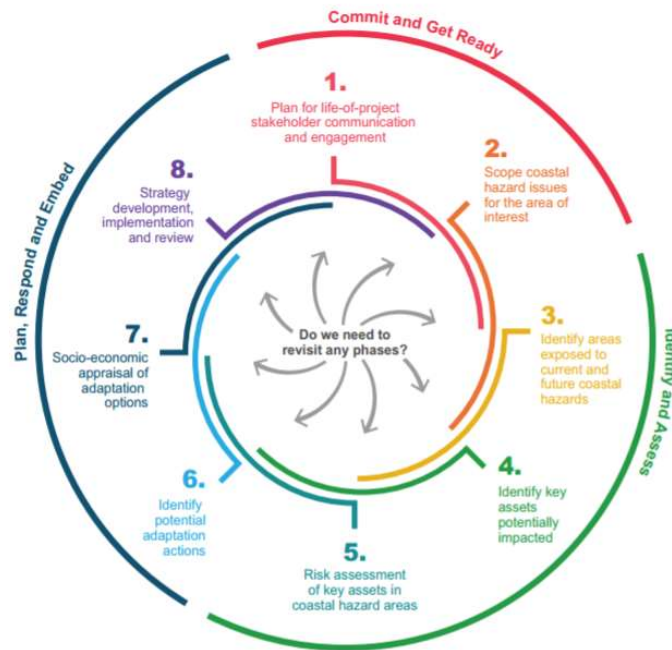 Commit and Get Ready
1.
Plan for life-of-project
stakeholder communication
and engagement
2.
Scope coastal
hazard issues
for the area of
interest
Identify and Assess
3.
Identify areas
exposed to
current and
future coastal
hazards
4.
Identify key
assets
potentially
impacted
5.
Risk assessment
of key assets in
coastal hazard areas
Plan, Respond and Embed
6.
Identify
potential
adaptation
actions
7.
Socio-economic
appraisal of
adaptation
options
8.
Strategy
development,
implementation
and review
Do we need to
revisit any phases?